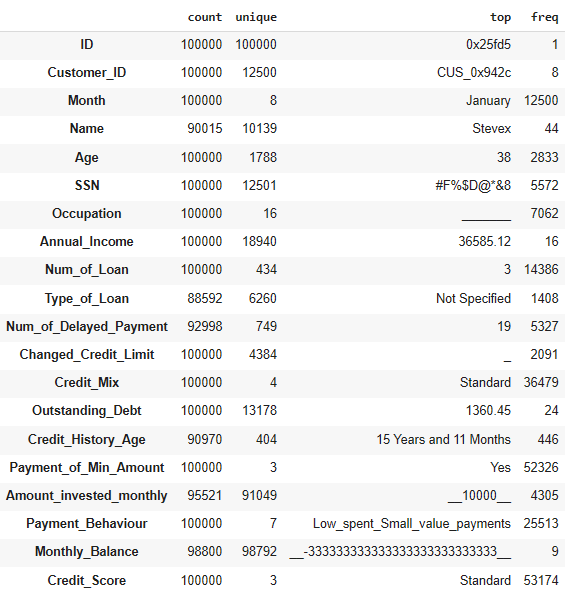 count unique top freq
ID 100000 100000 0x25fd5 1
Customer_ID 100000 12500 CUS_0x942c 8
Month 100000 8 January 12500
Name 90015 10139 Stevex 44
Age 100000 1788 38 2833
SSN 100000 12501 #F%$D@*&8 5572
Occupation 100000 16 _______ 7062
Annual_Income 100000 18940 36585.12 16
Num_of_Loan 100000 434 3 14386
Type_of_Loan 88592 6260 Not Specified 1408
Num_of_Delayed_Payment 92998 749 19 5327
Changed_Credit_Limit 100000 4384 _ 2091
Credit_Mix 100000 4 Standard 36479
Outstanding_Debt 100000 13178 1360.45 24
Credit_History_Age 90970 404 15 Years and 11 Months 446
Payment_of_Min_Amount 100000 3 Yes 52326
Amount_invested_monthly 95521 91049 __10000__ 4305
Payment_Behaviour 100000 7 Low_spent_Small_value_payments 25513
Monthly_Balance 98800 98792 __-333333333333333333333333333__ 9
Credit_Score 100000 3 Standard 53174